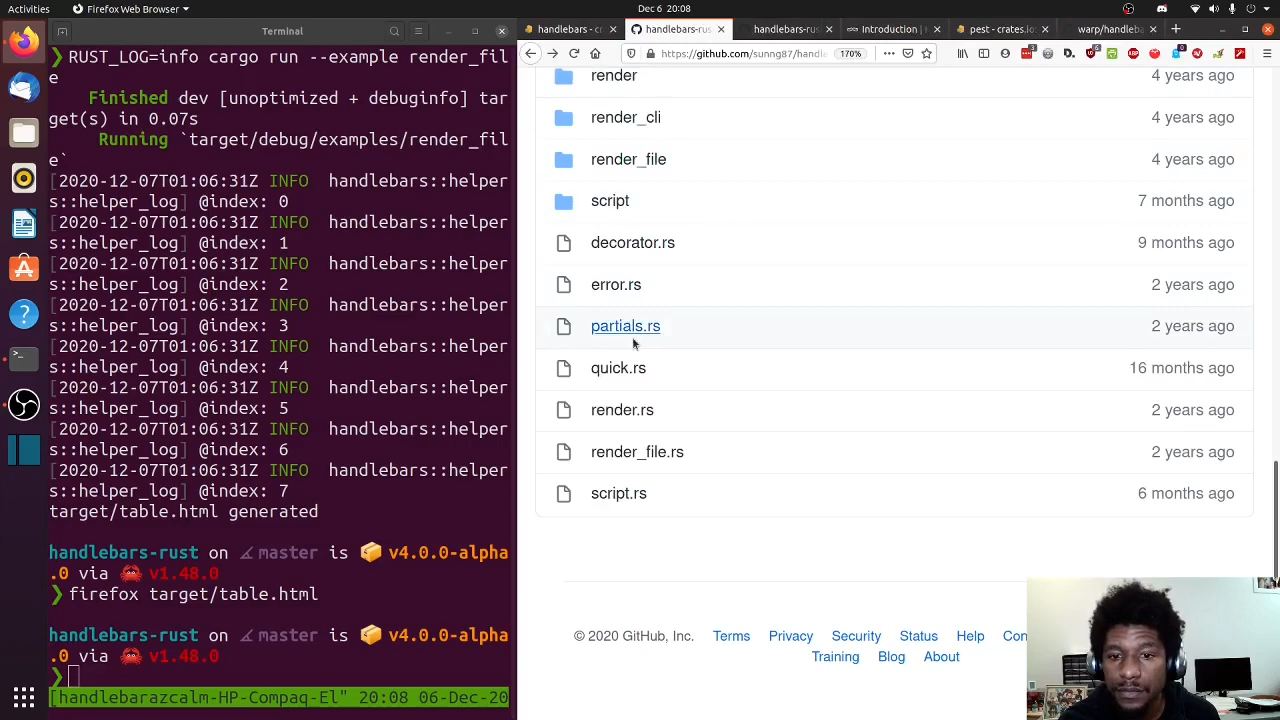 Activities
Firefox Web Browser
Dec 6 20:08
Terminal
❯ RUST_LOG=info cargo run --example render_fil
e
Finished dev [unoptimized + debuginfo] tar
get(s) in 0.07s
Running `target/debug/examples/render_fil
e`
[2020-12-07T01:06:31Z INFO  handlebars::helper
s::helper_log] @index: 0
[2020-12-07T01:06:31Z INFO  handlebars::helper
s::helper_log] @index: 1
[2020-12-07T01:06:31Z INFO  handlebars::helper
s::helper_log] @index: 2
[2020-12-07T01:06:31Z INFO  handlebars::helper
s::helper_log] @index: 3
[2020-12-07T01:06:31Z INFO  handlebars::helper
s::helper_log] @index: 4
[2020-12-07T01:06:31Z INFO  handlebars::helper
s::helper_log] @index: 5
[2020-12-07T01:06:31Z INFO  handlebars::helper
s::helper_log] @index: 6
[2020-12-07T01:06:31Z INFO  handlebars::helper
s::helper_log] @index: 7
target/table.html generated
handlebars-rust on master is 📦 v4.0.0-alpha
.0 via 🦀 v1.48.0
❯ firefox target/table.html
handlebars-rust on master is 📦 v4.0.0-alpha
.0 via 🦀 v1.48.0
❯
[handlebarazcalm-HP-Compaq-El" 20:08 06-Dec-20
handlebars - c
handlebars-rus
handlebars-rus
Introduction |
pest - crates.io:
warp/handleba
https://github.com/sunng87/handle
170%
render 4 years ago
render_cli 4 years ago
render_file 4 years ago
script 7 months ago
decorator.rs 9 months ago
error.rs 2 years ago
partials.rs 2 years ago
quick.rs 16 months ago
render.rs 2 years ago
render_file.rs 2 years ago
script.rs 6 months ago
© 2020 GitHub, Inc. Terms Privacy Security Status Help Con
Training Blog About